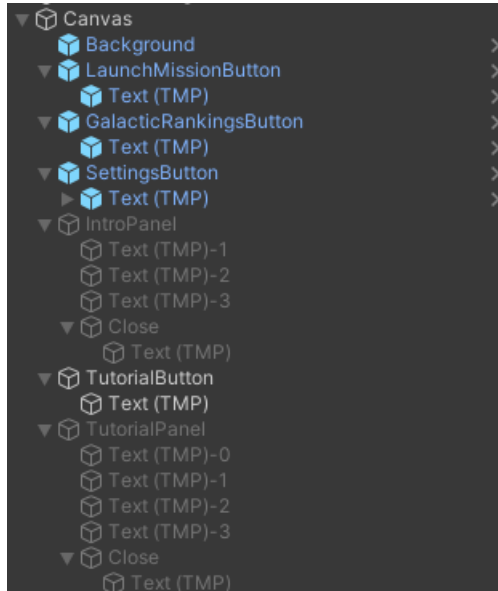 Canvas
Background
LaunchMissionButton
Text (TMP)
GalacticRankingsButton
Text (TMP)
SettingsButton
Text (TMP)
IntroPanel
Text (TMP)-1
Text (TMP)-2
Text (TMP)-3
Close
Text (TMP)
TutorialButton
Text (TMP)
TutorialPanel
Text (TMP)-0
Text (TMP)-1
Text (TMP)-2
Text (TMP)-3
Close
Text (TMP)